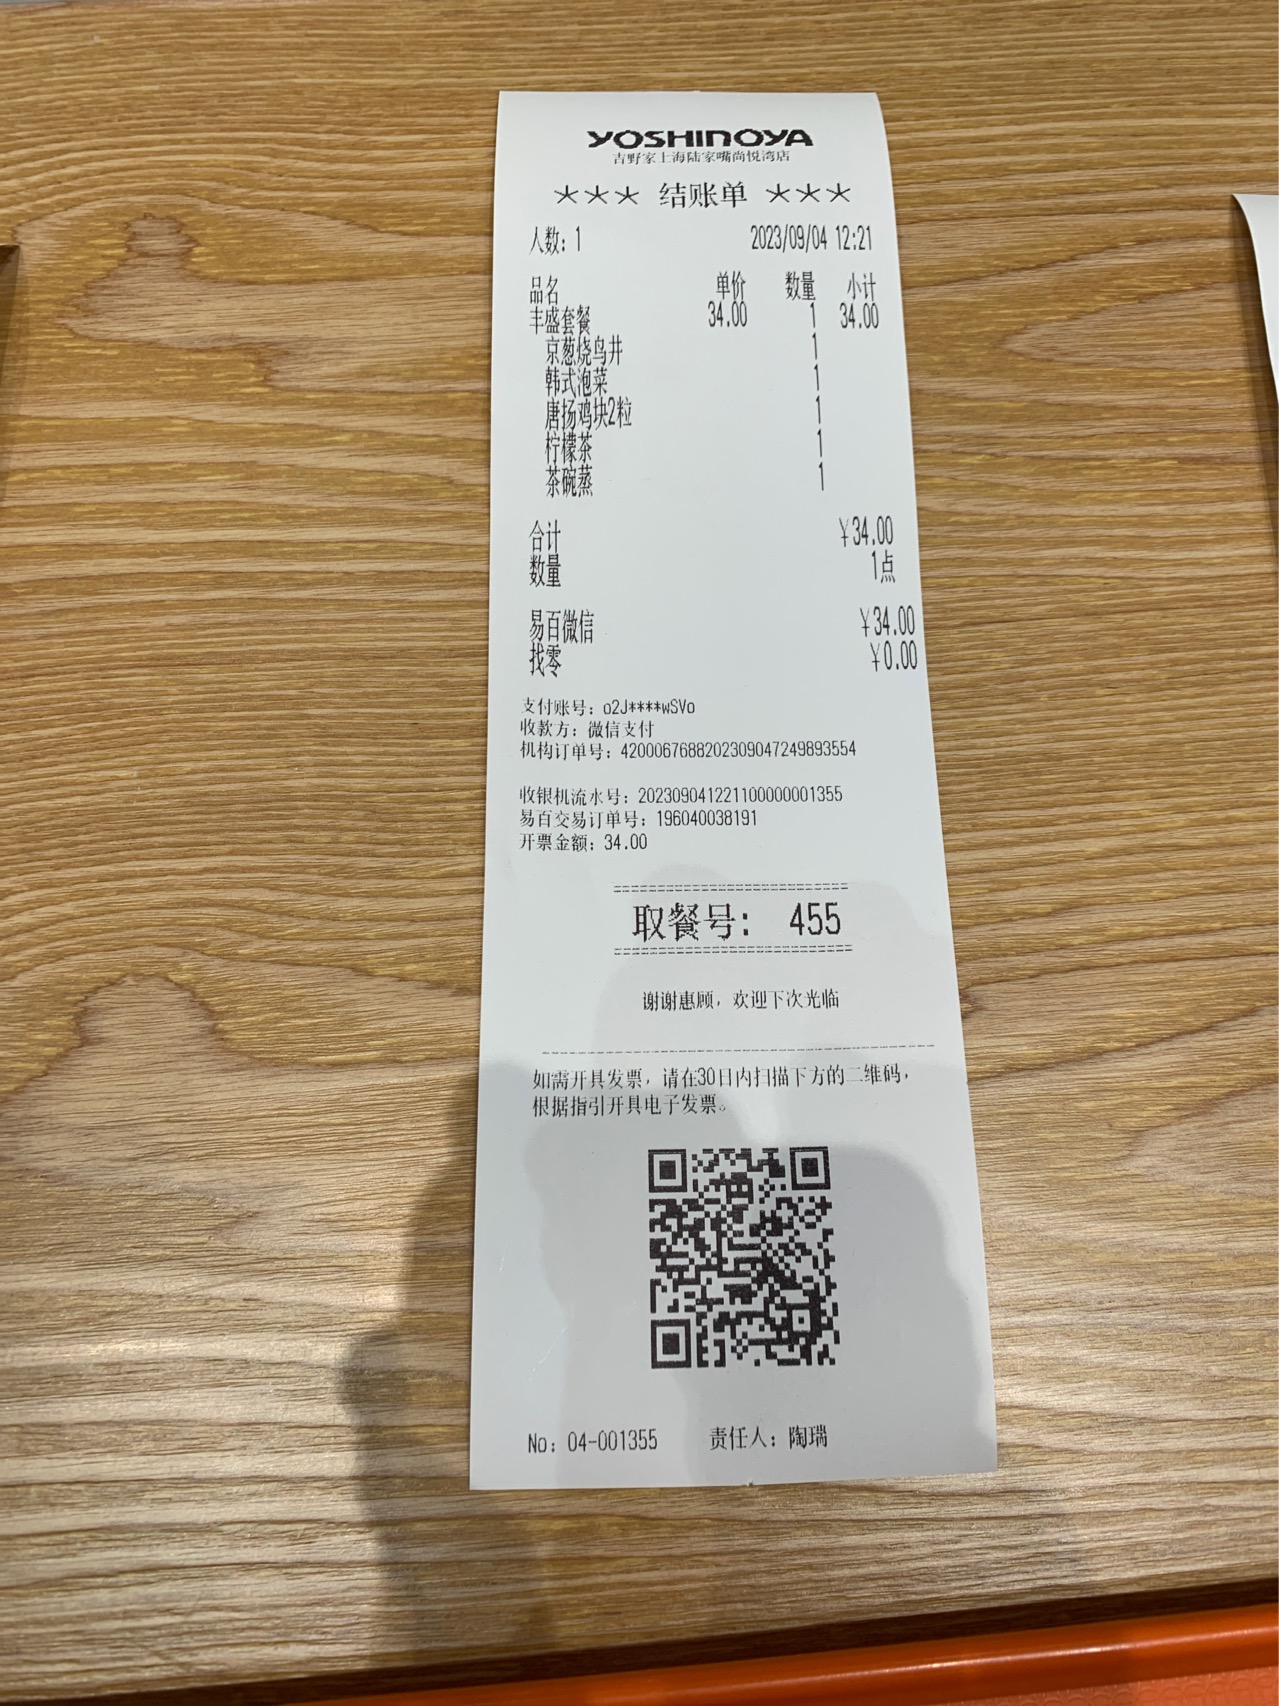 YOSHINOYA
吉野家上海陆家嘴尚悦湾店
*** 结账单 ***
人数: 1 2023/09/04 12:21
品名 单价 数量 小计
丰盛套餐 34.00 1 34.00
京葱烧鸟井 1
韩式泡菜 1
唐扬鸡块2粒 1
柠檬茶 1
茶碗蒸 1
合计 ¥34.00
数量 1点
易百微信 ¥34.00
找零 ¥0.00
支付账号: o2J****wSVo
收款方: 微信支付
机构订单号: 4200067688202309047249893554
收银机流水号: 202309041221100000001355
易百交易订单号: 196040038191
开票金额: 34.00
取餐号: 455
谢谢惠顾, 欢迎下次光临
如需开具发票, 请在30日内扫描下方的二维码,
根据指引开具电子发票。
No: 04-001355 责任人: 陶瑞